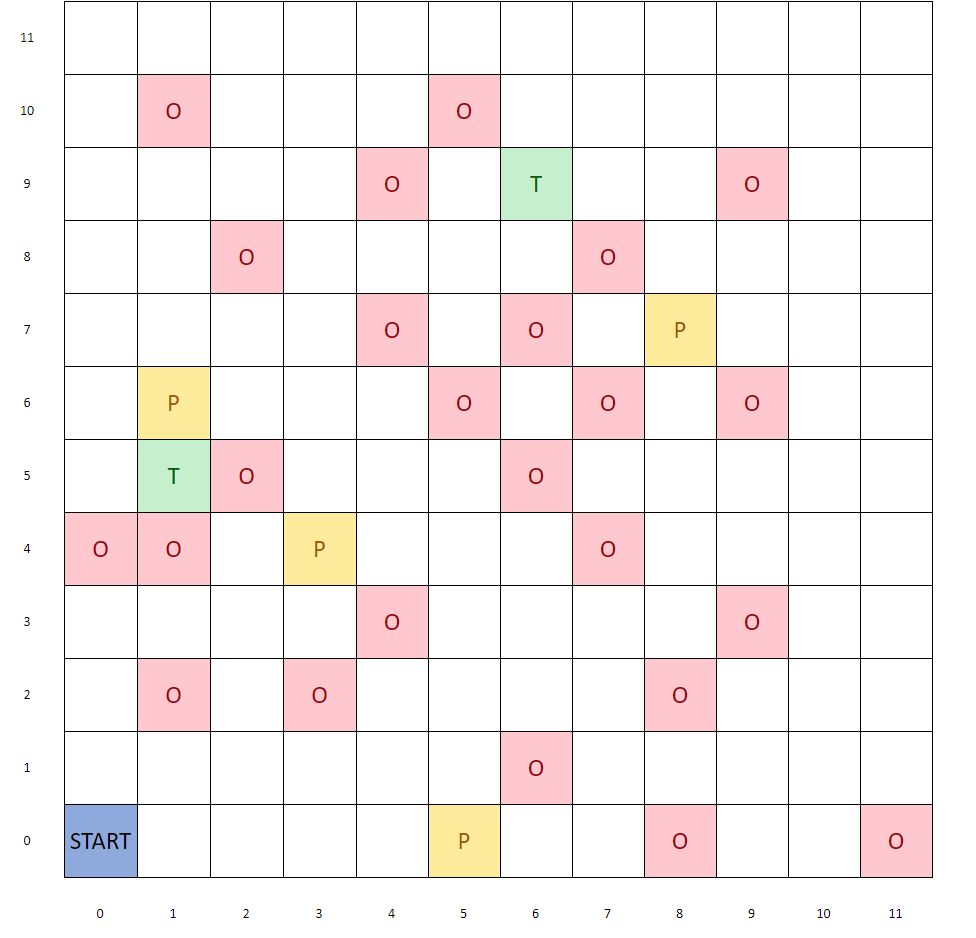 11
10 O O
9 O T O
8 O O
7 O O P
6 P O O O
5 T O O
4 O O P O
3 O O
2 O O O
1 O
0 START P O O
0 1 2 3 4 5 6 7 8 9 10 11